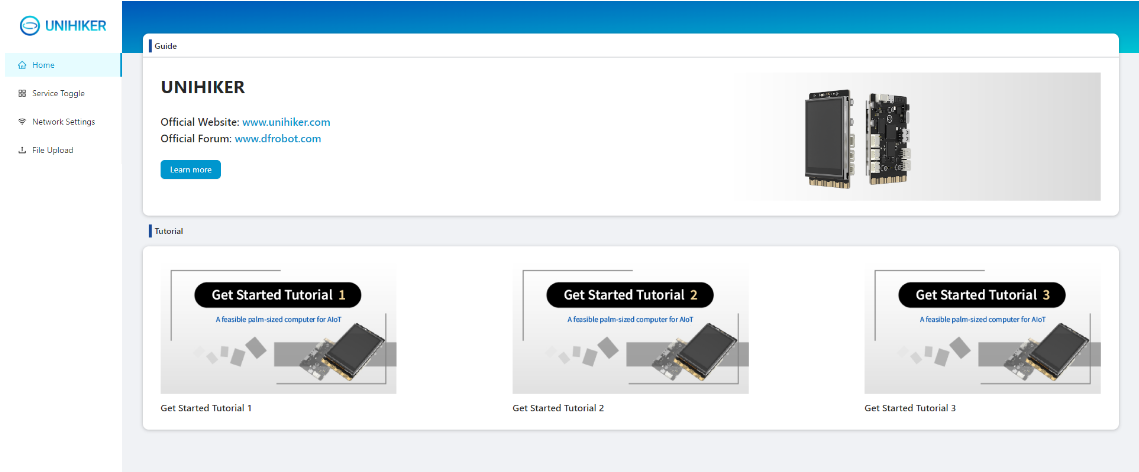 UNIHIKER
Home
Service Toggle
Network Settings
File Upload
Guide
UNIHIKER
Official Website: www.unihiker.com
Official Forum: www.dfrobot.com
Learn more
Tutorial
Get Started Tutorial 1
A feasible palm-sized computer for AIoT
Get Started Tutorial 1
Get Started Tutorial 2
A feasible palm-sized computer for AIoT
Get Started Tutorial 2
Get Started Tutorial 3
A feasible palm-sized computer for AIoT
Get Started Tutorial 3